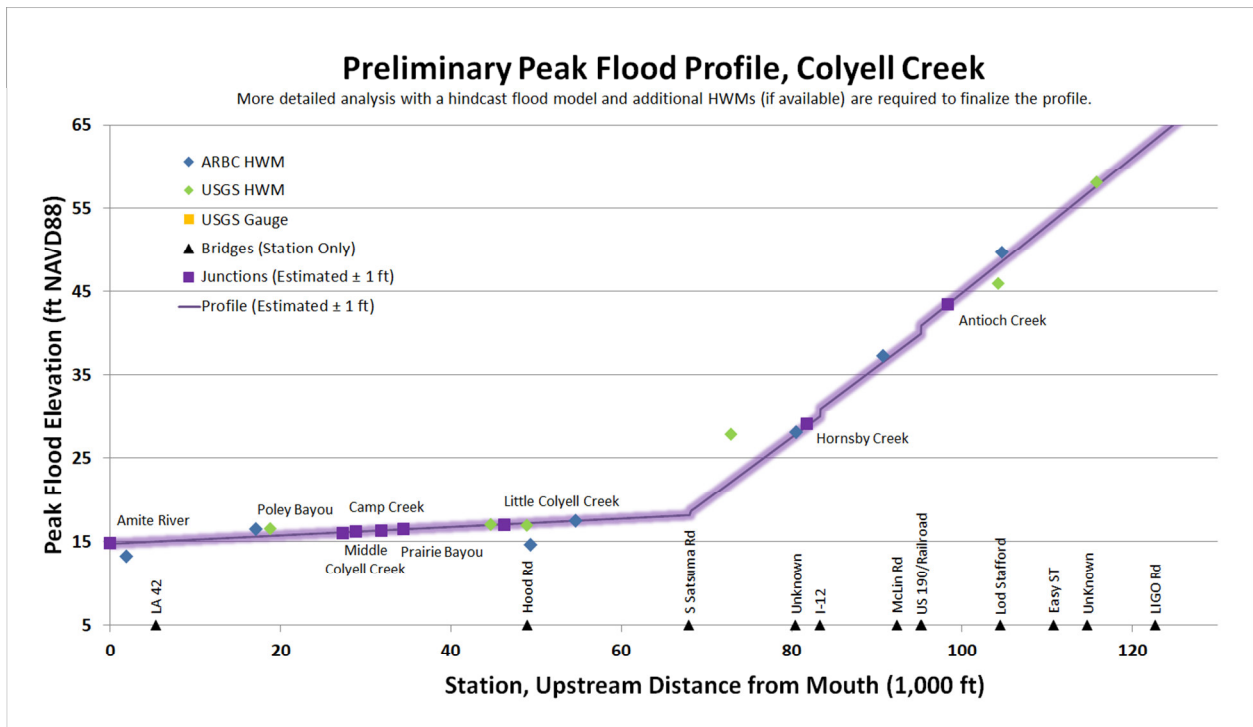 Preliminary Peak Flood Profile, Colyell Creek
More detailed analysis with a hindcast flood model and additional HWMs (if available) are required to finalize the profile.
Peak Flood Elevation (ft NAVD88)
65
55
45
35
25
15
5
ARBC HWM
USGS HWM
USGS Gauge
Bridges (Station Only)
Junctions (Estimated ± 1 ft)
Profile (Estimated ± 1 ft)
Amite River
Poley Bayou
Camp Creek
Middle
Colyell Creek
Prairie Bayou
Little Colyell Creek
Hornsby Creek
Antioch Creek
LA 42
Hood Rd
S Satsuma Rd
Unknown
I-12
McLin Rd
US 190/Railroad
Lod Stafford
Easy ST
UnKnown
LIGO Rd
0
20
40
60
80
100
120
Station, Upstream Distance from Mouth (1,000 ft)